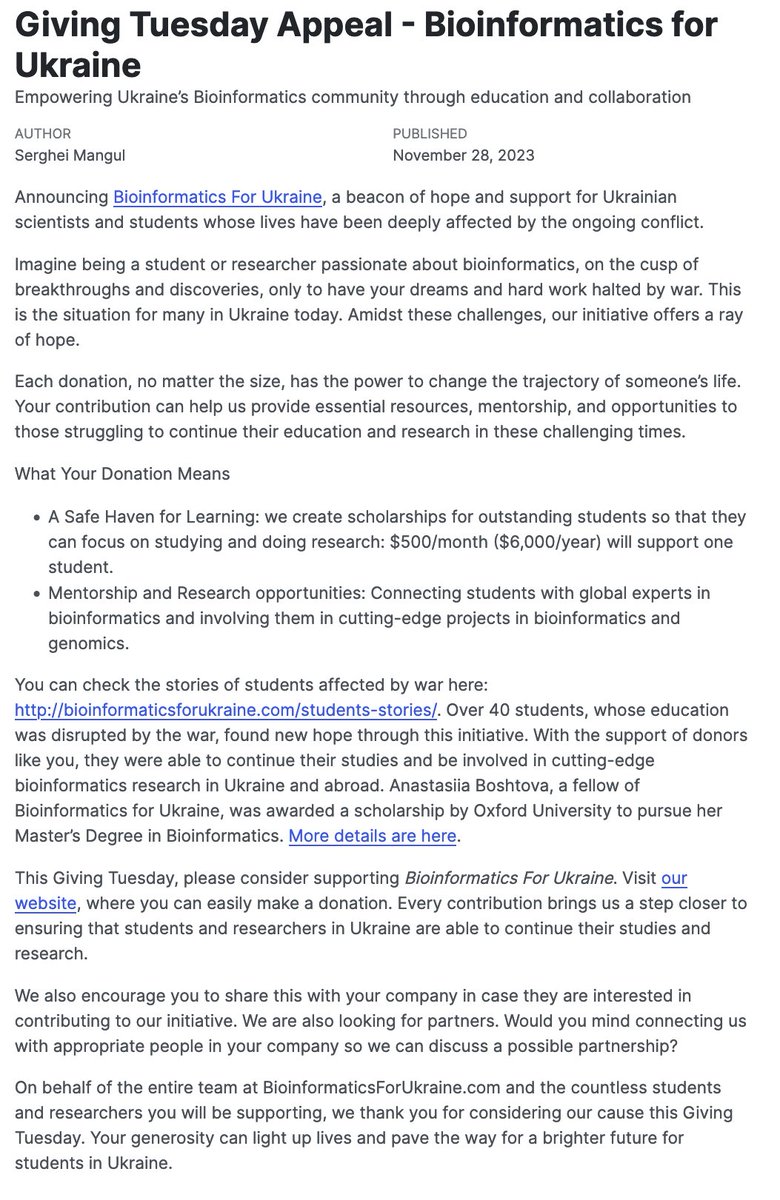 Giving Tuesday Appeal - Bioinformatics for
Ukraine
Empowering Ukraine’s Bioinformatics community through education and collaboration
AUTHOR
Serghei Mangul
PUBLISHED
November 28, 2023
Announcing Bioinformatics For Ukraine, a beacon of hope and support for Ukrainian
scientists and students whose lives have been deeply affected by the ongoing conflict.
Imagine being a student or researcher passionate about bioinformatics, on the cusp of
breakthroughs and discoveries, only to have your dreams and hard work halted by war. This
is the situation for many in Ukraine today. Amidst these challenges, our initiative offers a ray
of hope.
Each donation, no matter the size, has the power to change the trajectory of someone’s life.
Your contribution can help us provide essential resources, mentorship, and opportunities to
those struggling to continue their education and research in these challenging times.
What Your Donation Means
• A Safe Haven for Learning: we create scholarships for outstanding students so that they
can focus on studying and doing research: $500/month ($6,000/year) will support one
student.
• Mentorship and Research opportunities: Connecting students with global experts in
bioinformatics and involving them in cutting-edge projects in bioinformatics and
genomics.
You can check the stories of students affected by war here:
http://bioinformaticsforukraine.com/students-stories/. Over 40 students, whose education
was disrupted by the war, found new hope through this initiative. With the support of donors
like you, they were able to continue their studies and be involved in cutting-edge
bioinformatics research in Ukraine and abroad. Anastasiia Boshtova, a fellow of
Bioinformatics for Ukraine, was awarded a scholarship by Oxford University to pursue her
Master’s Degree in Bioinformatics. More details are here.
This Giving Tuesday, please consider supporting Bioinformatics For Ukraine. Visit our
website, where you can easily make a donation. Every contribution brings us a step closer to
ensuring that students and researchers in Ukraine are able to continue their studies and
research.
We also encourage you to share this with your company in case they are interested in
contributing to our initiative. We are also looking for partners. Would you mind connecting us
with appropriate people in your company so we can discuss a possible partnership?
On behalf of the entire team at BioinformaticsForUkraine.com and the countless students
and researchers you will be supporting, we thank you for considering our cause this Giving
Tuesday. Your generosity can light up lives and pave the way for a brighter future for
students in Ukraine.